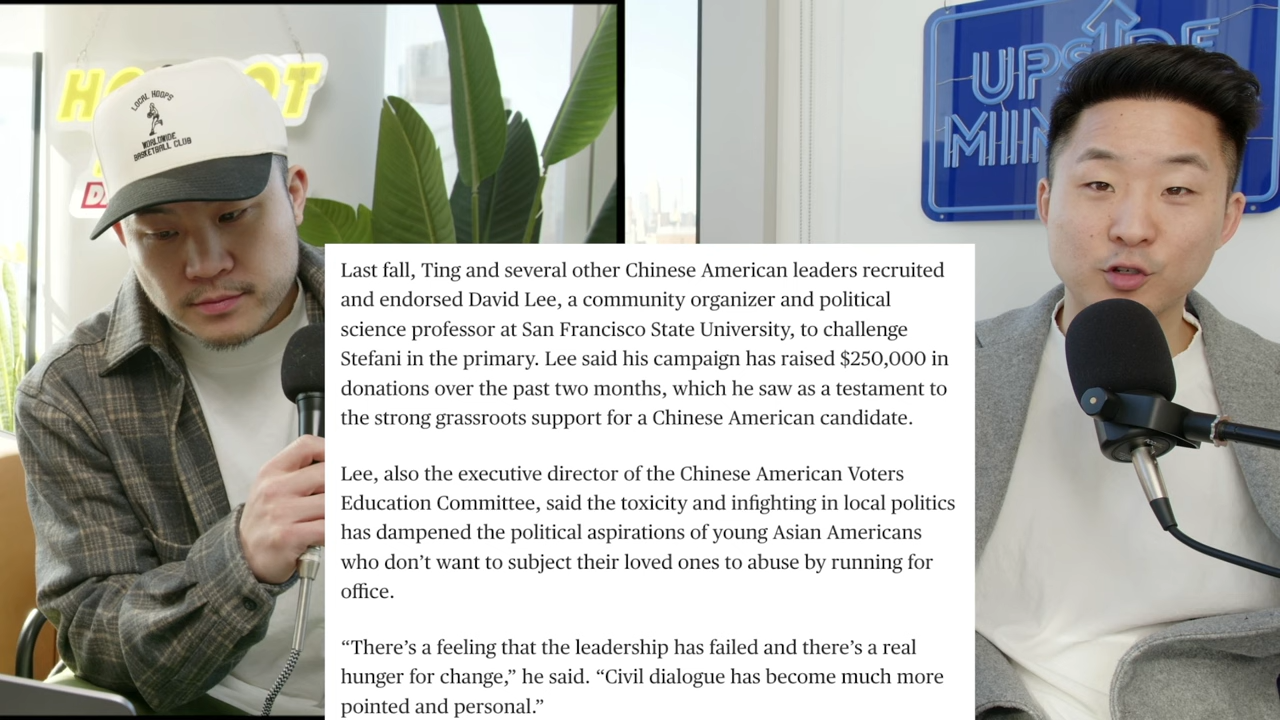 LOCAL HOOPS
WORLDWIDE
BASKETBALL CLUB
Last fall, Ting and several other Chinese American leaders recruited
and endorsed David Lee, a community organizer and political
science professor at San Francisco State University, to challenge
Stefani in the primary. Lee said his campaign has raised $250,000 in
donations over the past two months, which he saw as a testament to
the strong grassroots support for a Chinese American candidate.
Lee, also the executive director of the Chinese American Voters
Education Committee, said the toxicity and infighting in local politics
has dampened the political aspirations of young Asian Americans
who don’t want to subject their loved ones to abuse by running for
office.
“There’s a feeling that the leadership has failed and there’s a real
hunger for change,” he said. “Civil dialogue has become much more
pointed and personal.”